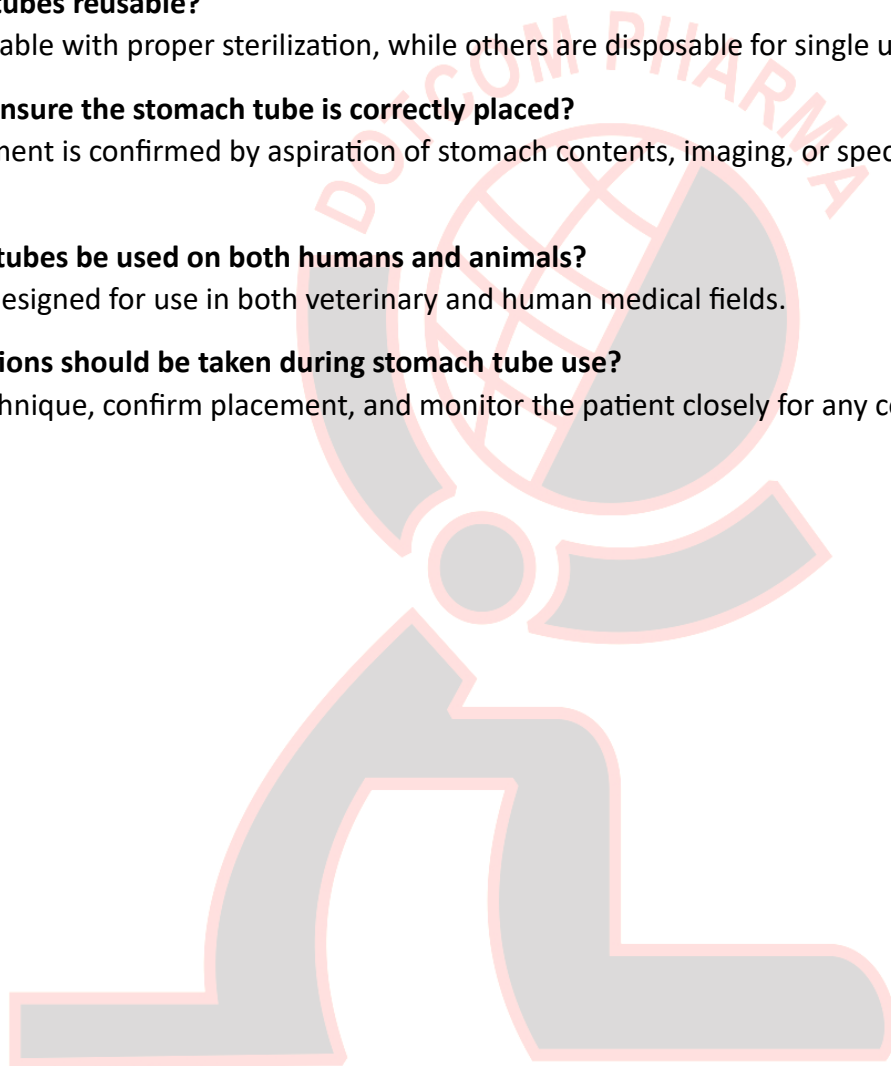 tubes reusable?
able with proper sterilization, while others are disposable for single u
nsure the stomach tube is correctly placed?
ment is confirmed by aspiration of stomach contents, imaging, or spec
tubes be used on both humans and animals?
esigned for use in both veterinary and human medical fields.
ions should be taken during stomach tube use?
hnique, confirm placement, and monitor the patient closely for any c
DOTCOM PHARMA